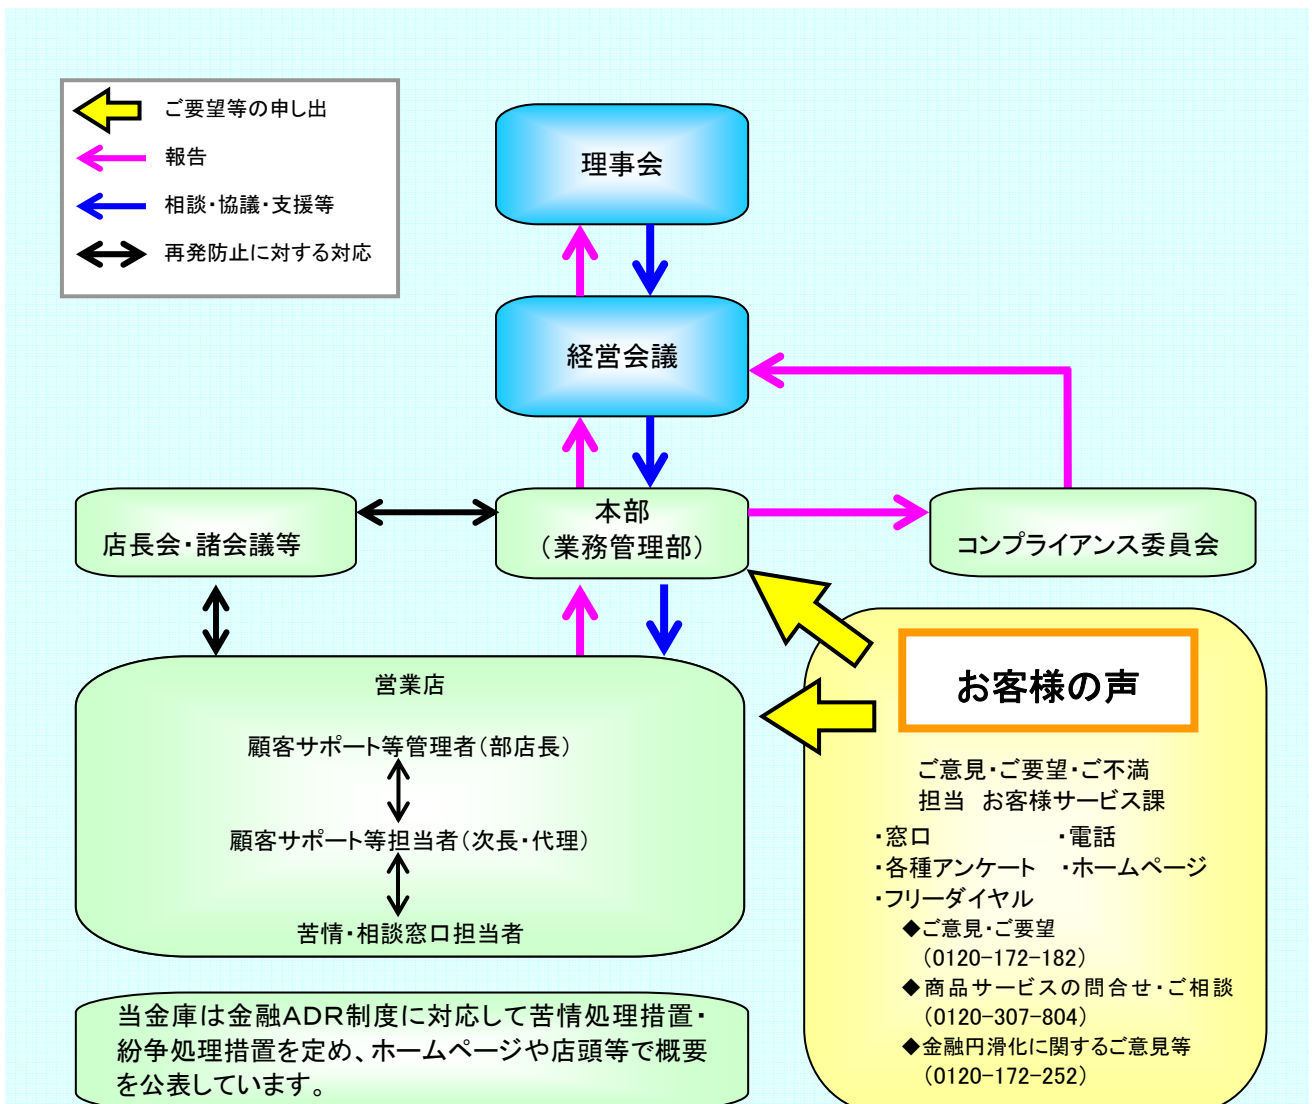 ご要望等の申し出
報告
相談・協議・支援等
再発防止に対する対応
理事会
経営会議
店長会・諸会議等
本部
（業務管理部）
コンプライアンス委員会
営業店
顧客サポート等管理者（部店長）
顧客サポート等担当者（次長・代理）
苦情・相談窓口担当者
お客様の声
ご意見・ご要望・ご不満
担当　お客様サービス課
・窓口　・電話
・各種アンケート　・ホームページ
・フリーダイヤル
◆ご意見・ご要望
（0120-172-182）
◆商品サービスの問合せ・ご相談
（0120-307-804）
◆金融円滑化に関するご意見等
（0120-172-252）
当金庫は金融ＡＤＲ制度に対応して苦情処理措置・
紛争処理措置を定め、ホームページや店頭等で概要
を公表しています。